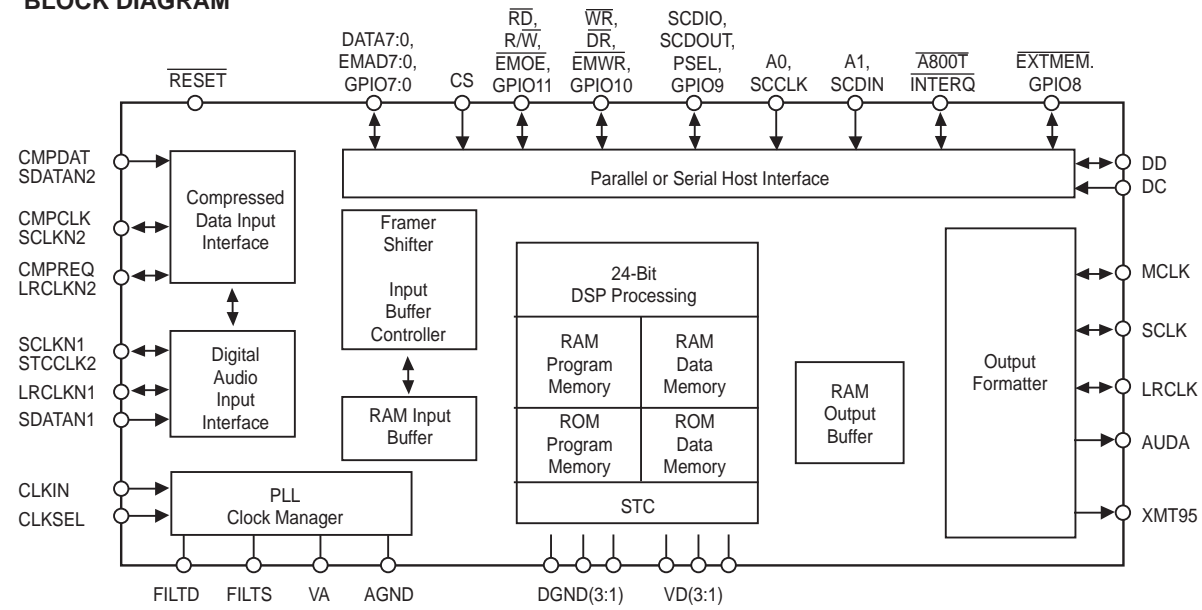 BLOCK DIAGRAM
RESET
DATA7:0,
EMAD7:0,
GPIO7:0
CS
RD,
R/W,
EMOE,
GPIO11
WR,
DR,
EMWR,
GPIO10
SCDIO,
SCDOUT,
PSEL,
GPIO9
A0,
SCCLK
A1,
SCDIN
A800T
INTERQ
EXTMEM.
GPIO8
CMPDAT
SDATAN2
CMPCLK
SCLKN2
CMPREQ
LRCLKN2
SCLKN1
STCCLK2
LRCLKN1
SDATAN1
CLKIN
CLKSEL
Compressed
Data Input
Interface
Digital
Audio
Input
Interface
PLL
Clock Manager
Parallel or Serial Host Interface
Framer
Shifter
Input
Buffer
Controller
RAM Input
Buffer
24-Bit
DSP Processing
RAM
Program
Memory
RAM
Data
Memory
ROM
Program
Memory
ROM
Data
Memory
STC
RAM
Output
Buffer
Output
Formatter
DD
DC
MCLK
SCLK
LRCLK
AUDA
XMT95
FILTD
FILTS
VA
AGND
DGND(3:1)
VD(3:1)